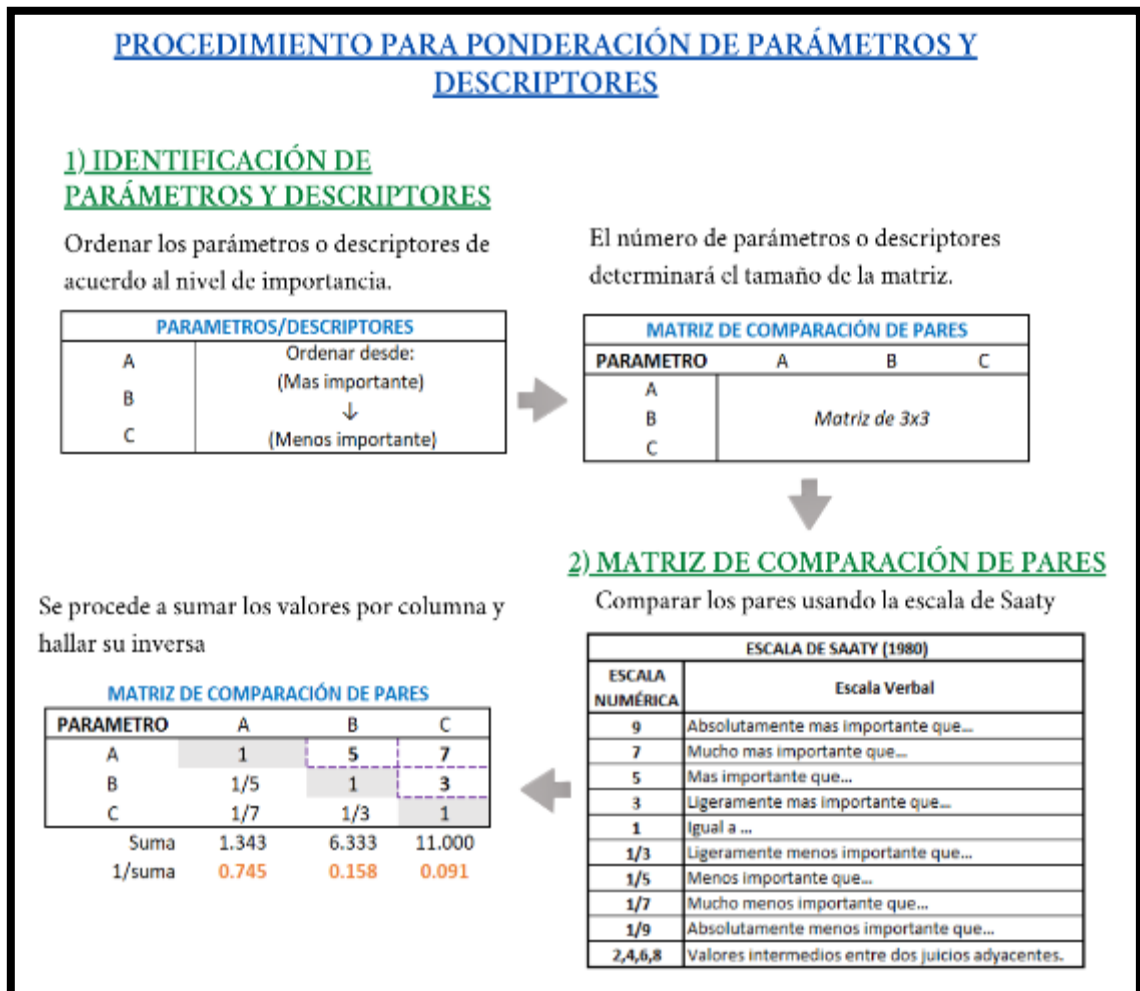 PROCEDIMIENTO PARA PONDERACIÓN DE PARÁMETROS Y
DESCRIPTORES
1) IDENTIFICACIÓN DE
PARÁMETROS Y DESCRIPTORES
Ordenar los parámetros o descriptores de
acuerdo al nivel de importancia.
PARAMETROS/DESCRIPTORES
A
B
C
Ordenar desde:
(Mas importante)
↓
(Menos importante)
El número de parámetros o descriptores
determinará el tamaño de la matriz.
MATRIZ DE COMPARACIÓN DE PARES
PARAMETRO A B C
A
B
C
Matriz de 3x3
2) MATRIZ DE COMPARACIÓN DE PARES
Comparar los pares usando la escala de Saaty
ESCALA DE SAATY (1980)
ESCALA
NUMÉRICA
Escala Verbal
9 Absolutamente mas importante que...
7 Mucho mas importante que...
5 Mas importante que...
3 Ligeramente mas importante que...
1 Igual a ...
1/3 Ligeramente menos importante que...
1/5 Menos importante que...
1/7 Mucho menos importante que...
1/9 Absolutamente menos importante que...
2,4,6,8 Valores intermedios entre dos juicios adyacentes.
Se procede a sumar los valores por columna y
hallar su inversa
MATRIZ DE COMPARACIÓN DE PARES
PARAMETRO A B C
A 1 5 7
B 1/5 1 3
C 1/7 1/3 1
Suma 1.343 6.333 11.000
1/suma 0.745 0.158 0.091